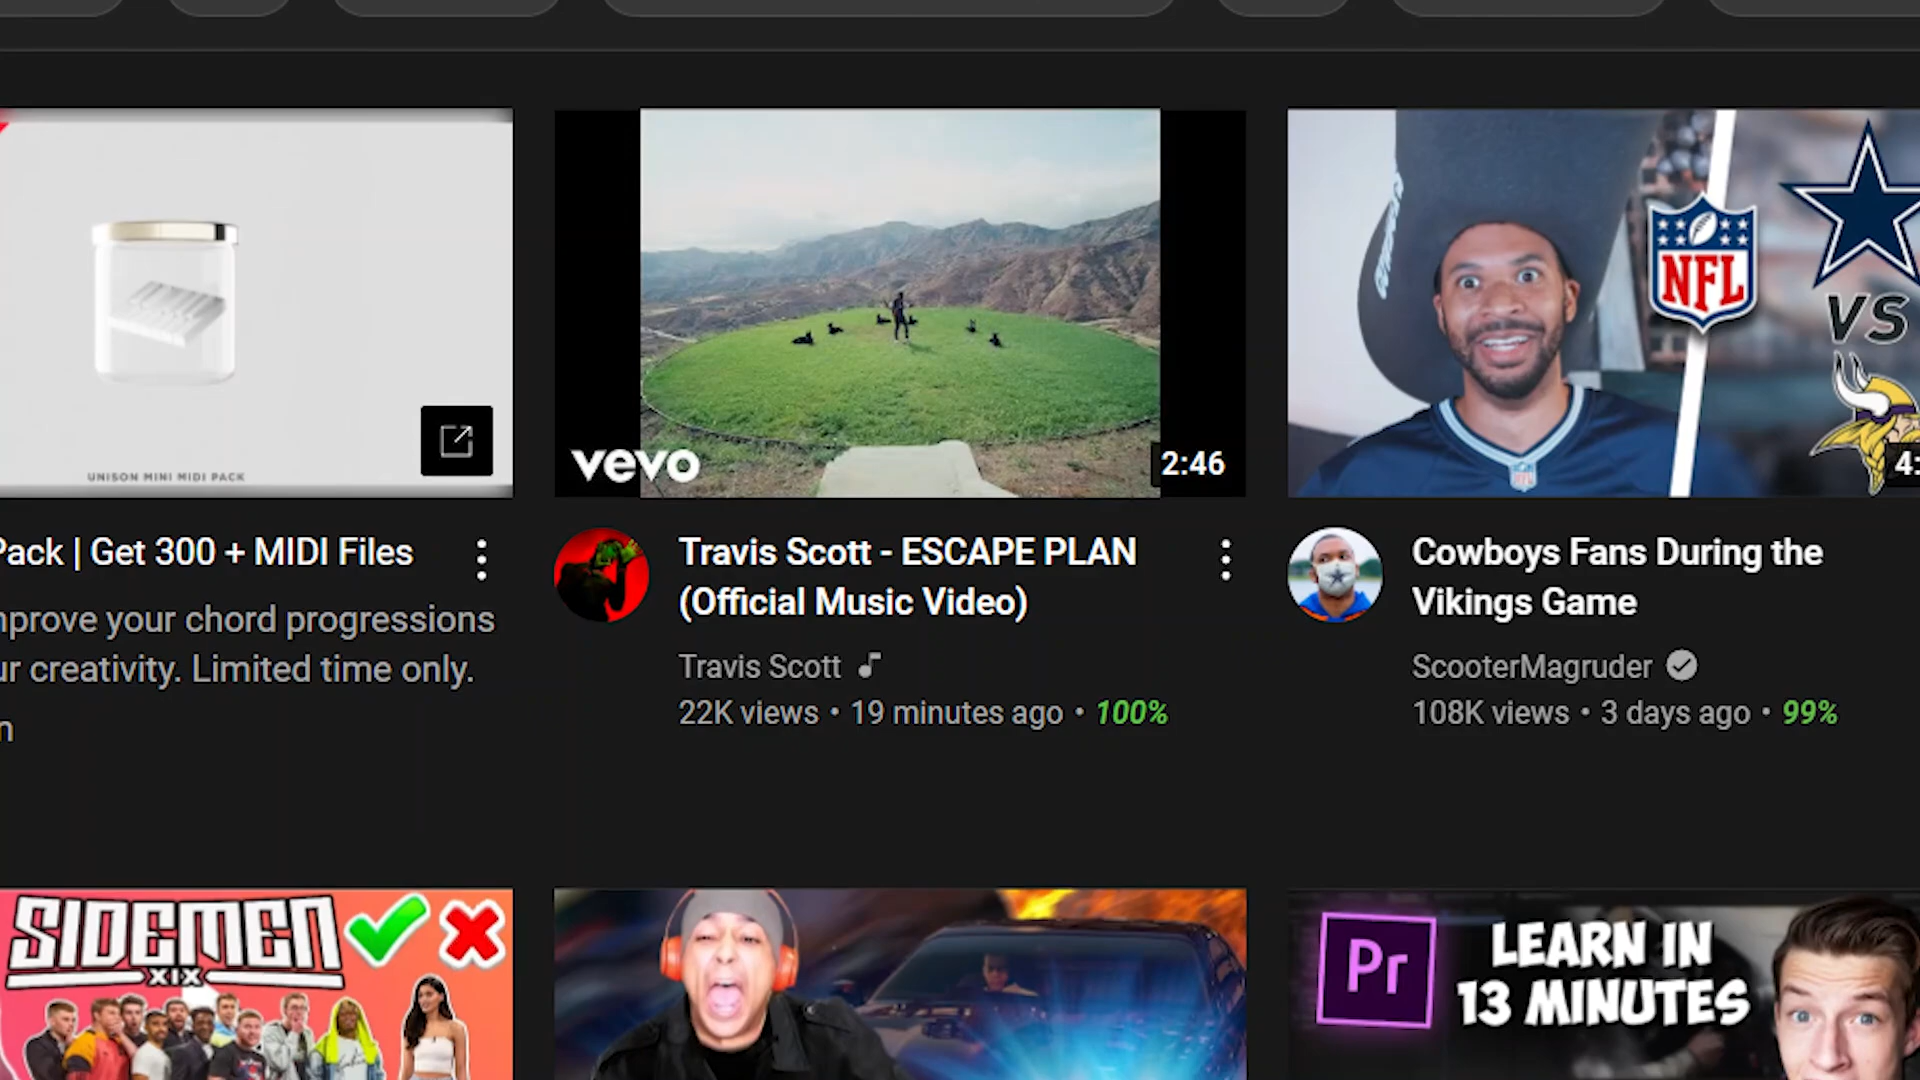 UNISON MINI MIDI PACK
Pack | Get 300 + MIDI Files
mprove your chord progressions
ur creativity. Limited time only.
n
vevo
2:46
Travis Scott - ESCAPE PLAN
(Official Music Video)
Travis Scott
22K views • 19 minutes ago • 100%
NFL
VS
4:
Cowboys Fans During the
Vikings Game
ScooterMagruder
108K views • 3 days ago • 99%
SIDEMEN
XIX
Pr
LEARN IN
13 MINUTES